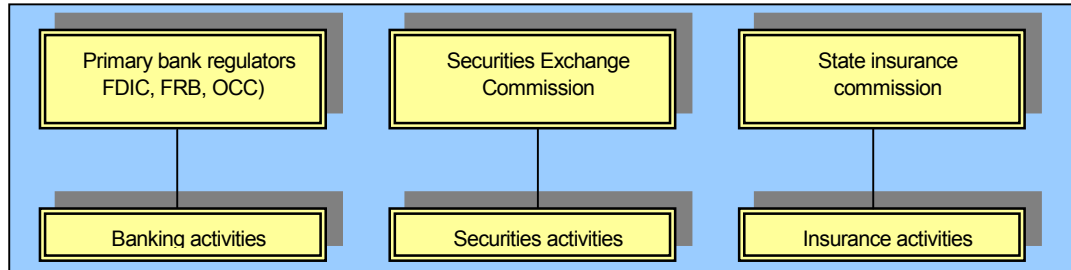 Primary bank regulators
FDIC, FRB, OCC)
Securities Exchange
Commission
State insurance
commission
Banking activities
Securities activities
Insurance activities